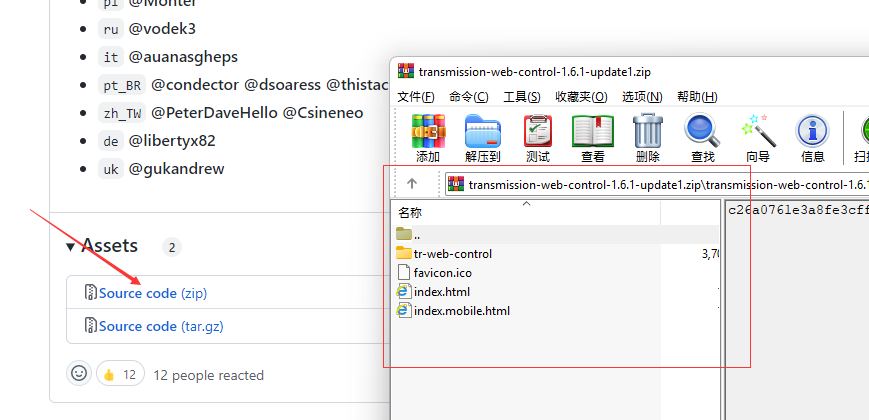 pl @Monter
ru @vodek3
it @auanasgheps
pt_BR @condector @dsoaress @thistac
zh_TW @PeterDaveHello @Csineneo
de @libertyx82
uk @gukandrew
Assets 2
Source code (zip)
Source code (tar.gz)
👍 12 12 people reacted
transmission-web-control-1.6.1-update1.zip
文件(F) 命令(C) 工具(S) 收藏夹(O) 选项(N) 帮助(H)
添加 解压到 测试 查看 删除 查找 向导 信息
transmission-web-control-1.6.1-update1.zip\transmission-web-control-1.6.1
名称
c26a0761e3a8fe3cff
..
tr-web-control
favicon.ico
index.html
index.mobile.html